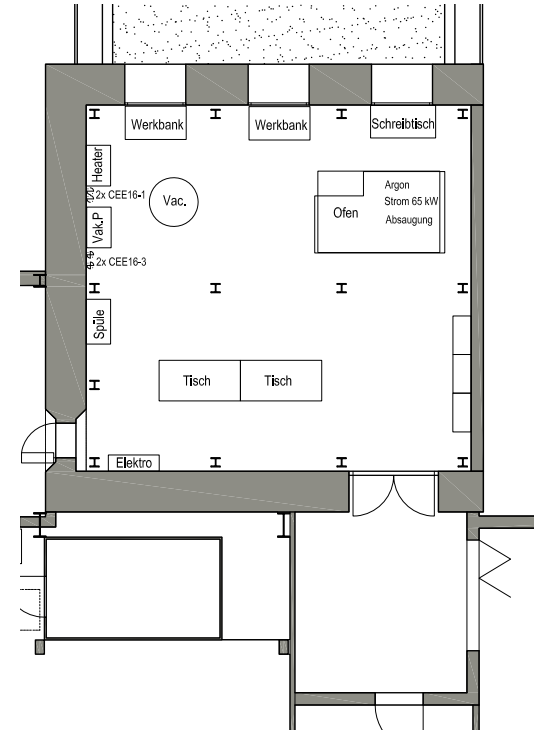 Werkbank
Werkbank
Schreibtisch
Heater
2x CEE16-1
Vac.
Argon
Strom 65 kW
Absaugung
Ofen
Vak.P
2x CEE16-3
Spüle
Tisch
Tisch
Elektro